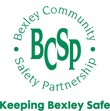 Bexley Community
BCSP
Safety Partnership
Keeping Bexley Safe